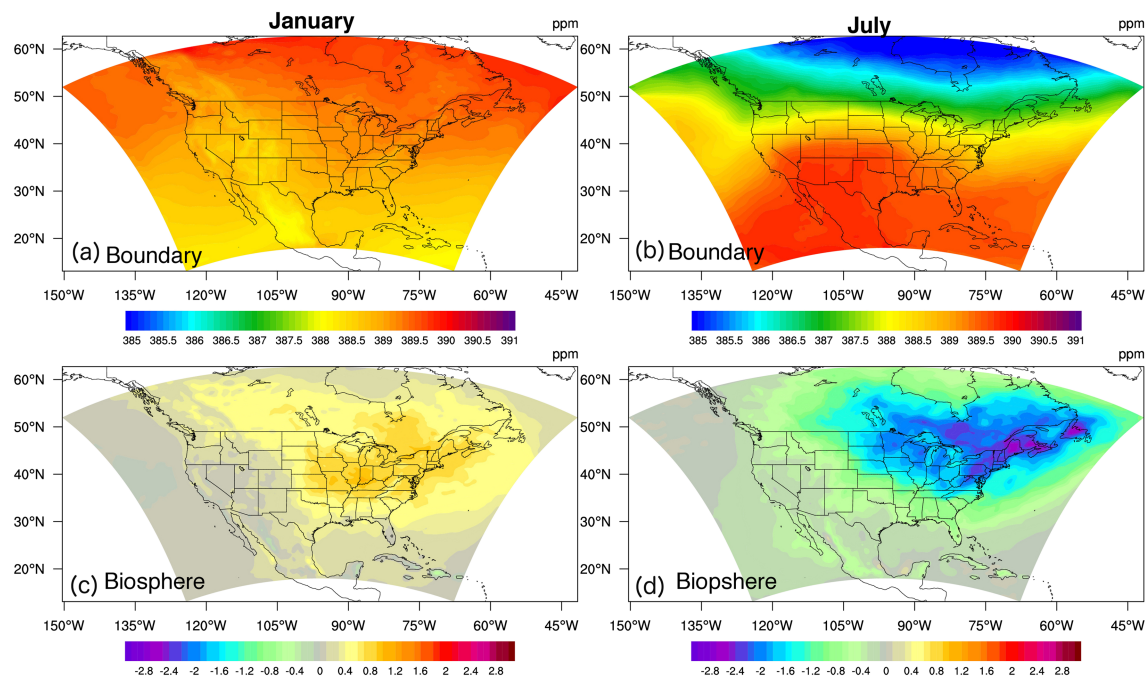 January
ppm
July
ppm
60°N
50°N
40°N
30°N
20°N
(a) Boundary
150°W 135°W 120°W 105°W 90°W 75°W 60°W 45°W
385 385.5 386 386.5 387 387.5 388 388.5 389 389.5 390 390.5 391
60°N
50°N
40°N
30°N
20°N
(b) Boundary
150°W 135°W 120°W 105°W 90°W 75°W 60°W 45°W
385 385.5 386 386.5 387 387.5 388 388.5 389 389.5 390 390.5 391
ppm
60°N
50°N
40°N
30°N
20°N
(c) Biosphere
150°W 135°W 120°W 105°W 90°W 75°W 60°W 45°W
-2.8 -2.4 -2 -1.6 -1.2 -0.8 -0.4 0 0.4 0.8 1.2 1.6 2 2.4 2.8
ppm
60°N
50°N
40°N
30°N
20°N
(d) Biopshere
150°W 135°W 120°W 105°W 90°W 75°W 60°W 45°W
-2.8 -2.4 -2 -1.6 -1.2 -0.8 -0.4 0 0.4 0.8 1.2 1.6 2 2.4 2.8